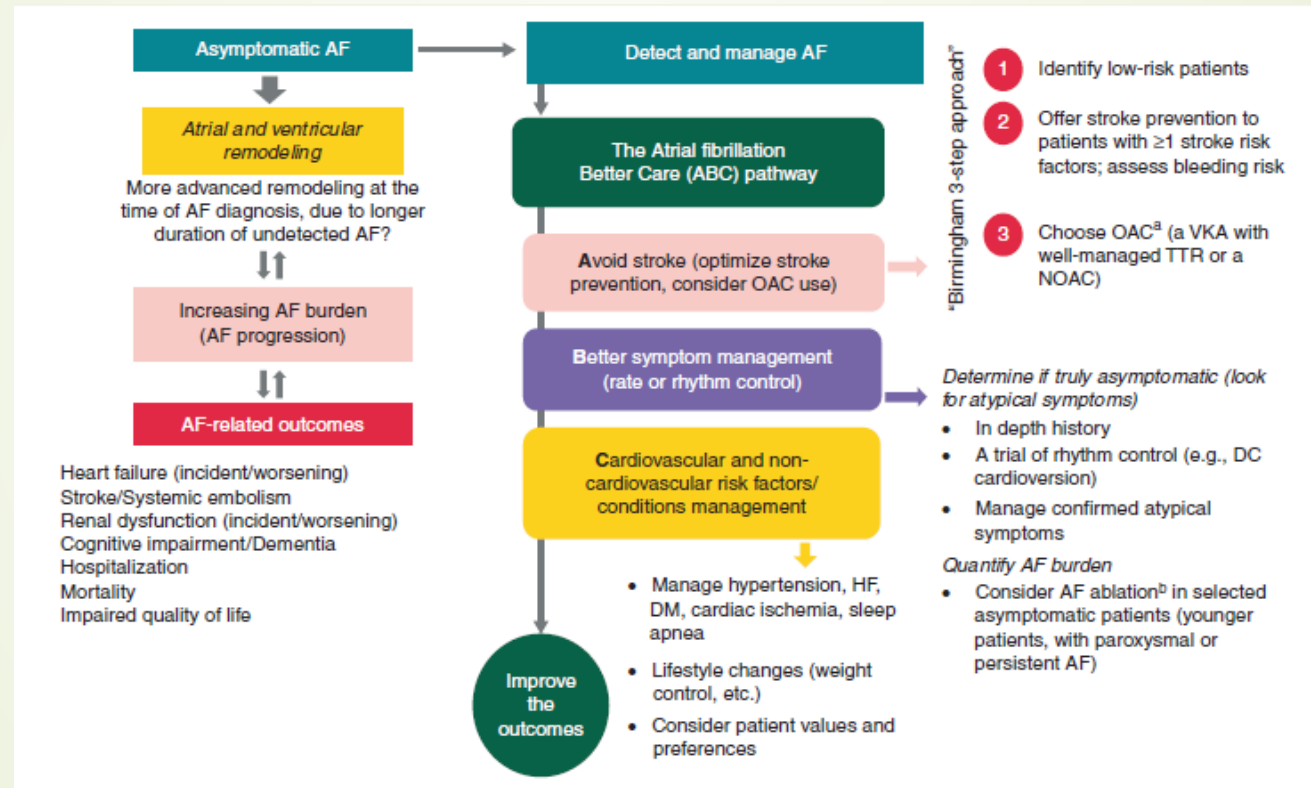 Asymptomatic AF
Atrial and ventricular
remodeling
More advanced remodeling at the
time of AF diagnosis, due to longer
duration of undetected AF?
Increasing AF burden
(AF progression)
AF-related outcomes
Heart failure (incident/worsening)
Stroke/Systemic embolism
Renal dysfunction (incident/worsening)
Cognitive impairment/Dementia
Hospitalization
Mortality
Impaired quality of life
Detect and manage AF
The Atrial fibrillation
Better Care (ABC) pathway
Avoid stroke (optimize stroke
prevention, consider OAC use)
Better symptom management
(rate or rhythm control)
Cardiovascular and non-
cardiovascular risk factors/
conditions management
• Manage hypertension, HF,
DM, cardiac ischemia, sleep
apnea
• Lifestyle changes (weight
control, etc.)
• Consider patient values and
preferences
Improve
the
outcomes
"Birmingham 3-step approach"
1 Identify low-risk patients
2 Offer stroke prevention to
patients with ≥1 stroke risk
factors; assess bleeding risk
3 Choose OACᵃ (a VKA with
well-managed TTR or a
NOAC)
Determine if truly asymptomatic (look
for atypical symptoms)
• In depth history
• A trial of rhythm control (e.g., DC
cardioversion)
• Manage confirmed atypical
symptoms
Quantify AF burden
• Consider AF ablationᵇ in selected
asymptomatic patients (younger
patients, with paroxysmal or
persistent AF)